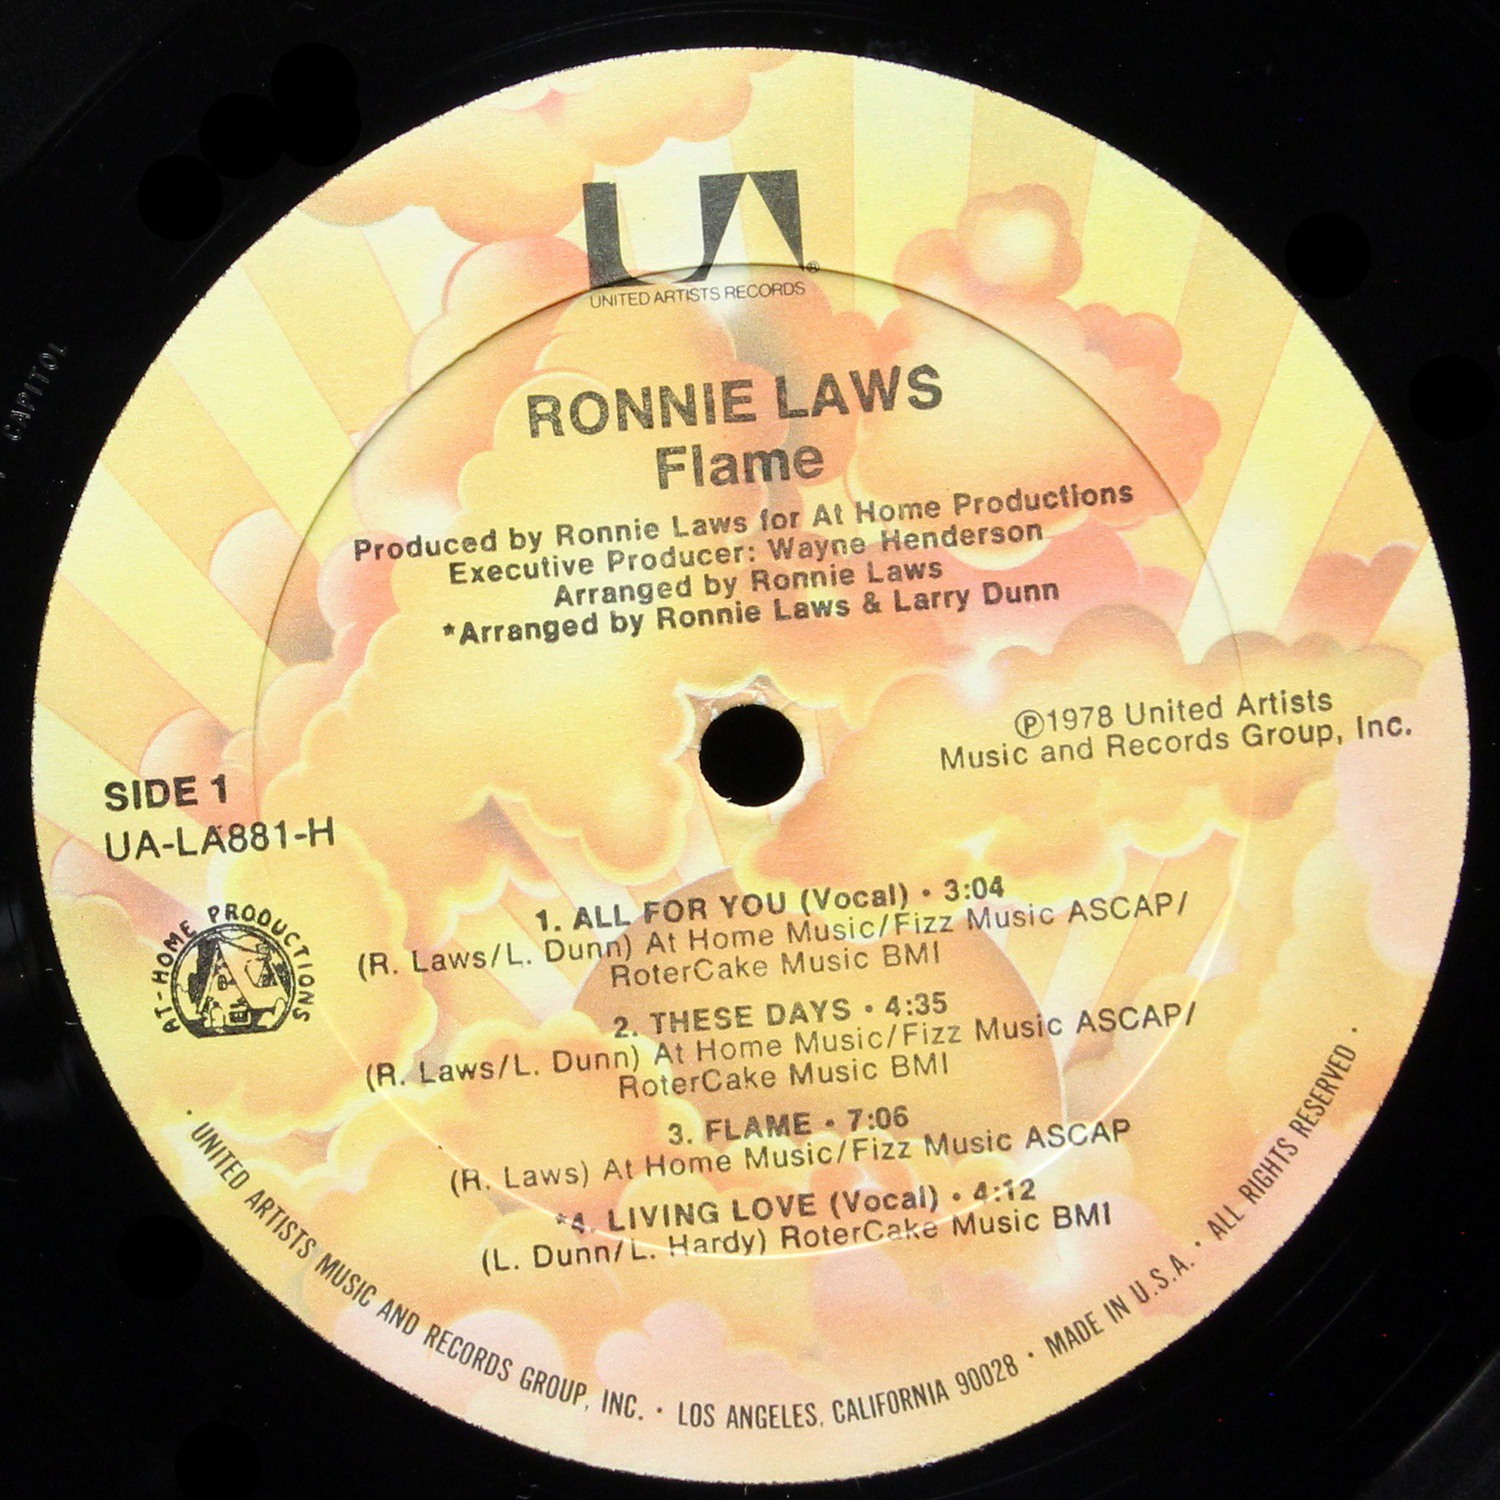 CAPITOL
UA®
UNITED ARTISTS RECORDS
RONNIE LAWS
Flame
Produced by Ronnie Laws for At Home Productions
Executive Producer: Wayne Henderson
Arranged by Ronnie Laws
*Arranged by Ronnie Laws & Larry Dunn
℗1978 United Artists
Music and Records Group, Inc.
SIDE 1
UA-LA881-H
AT-HOME PRODUCTIONS
1. ALL FOR YOU (Vocal) • 3:04
(R. Laws/L. Dunn) At Home Music/Fizz Music ASCAP/
RoterCake Music BMI
2. THESE DAYS • 4:35
(R. Laws/L. Dunn) At Home Music/Fizz Music ASCAP/
RoterCake Music BMI
3. FLAME • 7:06
(R. Laws) At Home Music/Fizz Music ASCAP
*4. LIVING LOVE (Vocal) • 4:12
(L. Dunn/L. Hardy) RoterCake Music BMI
· UNITED ARTISTS MUSIC AND RECORDS GROUP, INC. · LOS ANGELES, CALIFORNIA 90028 · MADE IN U.S.A. · ALL RIGHTS RESERVED ·